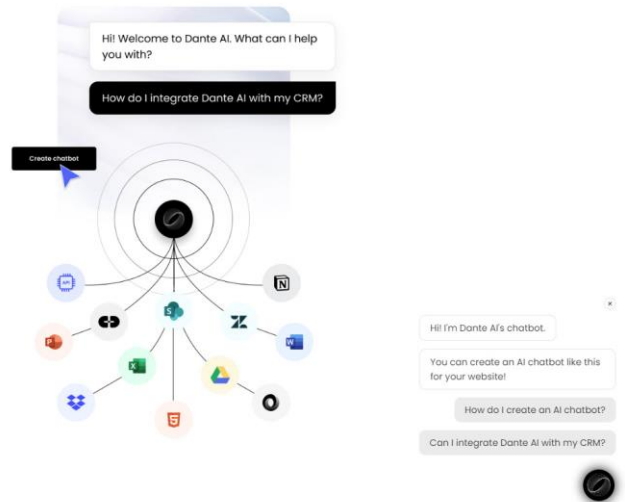 Hi! Welcome to Dante AI. What can I help
you with?
How do I integrate Dante AI with my CRM?
Create chatbot
API
N
P
S
W
X
5
Hi! I'm Dante AI's chatbot.
You can create an AI chatbot like this
for your website!
How do I create an AI chatbot?
Can I integrate Dante AI with my CRM?